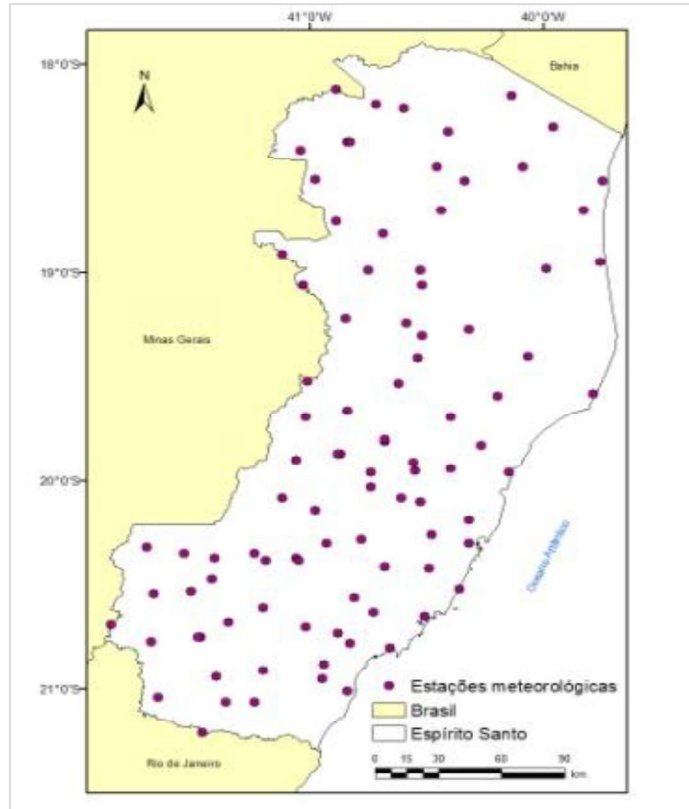 41°0'W 40°0'W
18°0'S
Bahia
N
19°0'S
Minas Gerais
20°0'S
Oceano Atlântico
21°0'S
Estações meteorológicas
Brasil
Espírito Santo
Rio de Janeiro
0 15 30 60 90
km